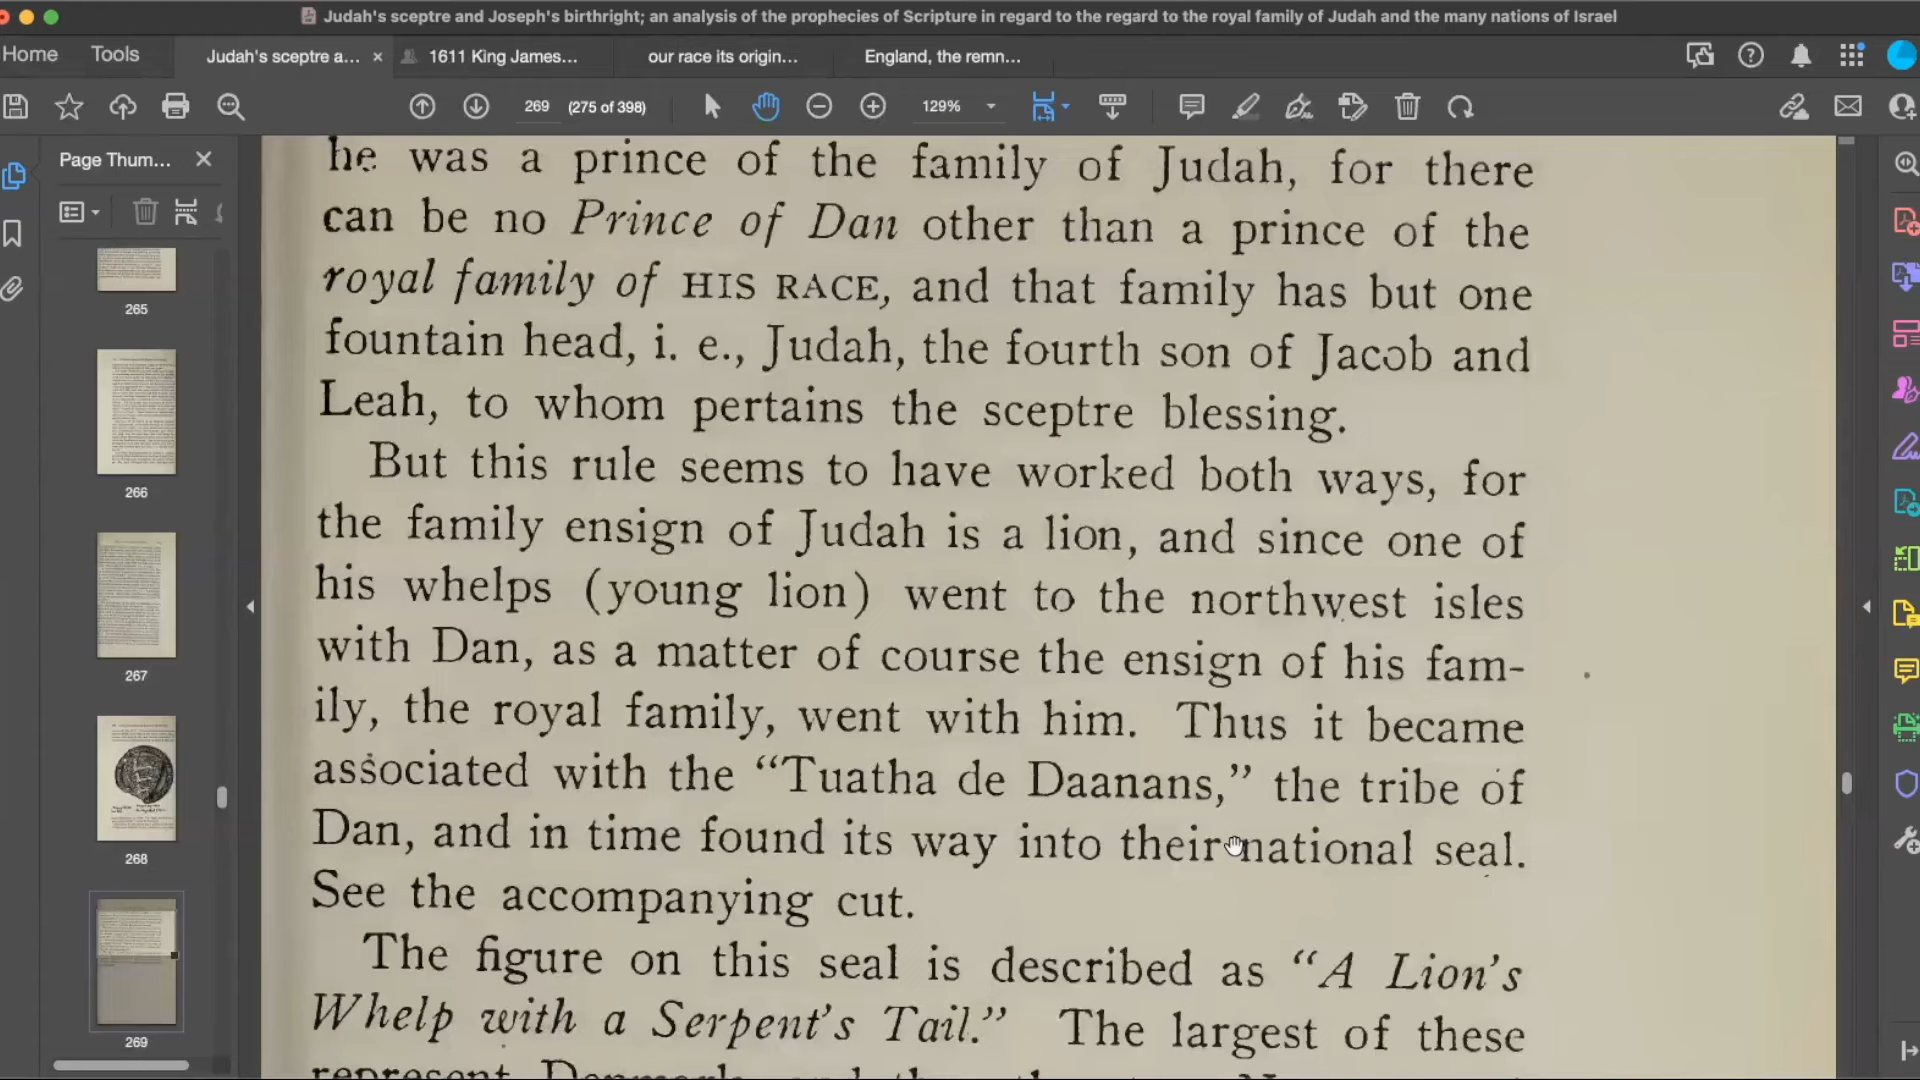 Judah's sceptre and Joseph's birthright; an analysis of the prophecies of Scripture in regard to the regard to the royal family of Judah and the many nations of Israel
Home Tools Judah's sceptre a... 1611 King James... our race its origin... England, the remn...
269 (275 of 398) 129%
Page Thum...
265
266
267
268
269
he was a prince of the family of Judah, for there
can be no Prince of Dan other than a prince of the
royal family of HIS RACE, and that family has but one
fountain head, i. e., Judah, the fourth son of Jacob and
Leah, to whom pertains the sceptre blessing.
But this rule seems to have worked both ways, for
the family ensign of Judah is a lion, and since one of
his whelps (young lion) went to the northwest isles
with Dan, as a matter of course the ensign of his fam-
ily, the royal family, went with him. Thus it became
associated with the “Tuatha de Daanans,” the tribe of
Dan, and in time found its way into their national seal.
See the accompanying cut.
The figure on this seal is described as “A Lion's
Whelp with a Serpent's Tail.” The largest of these